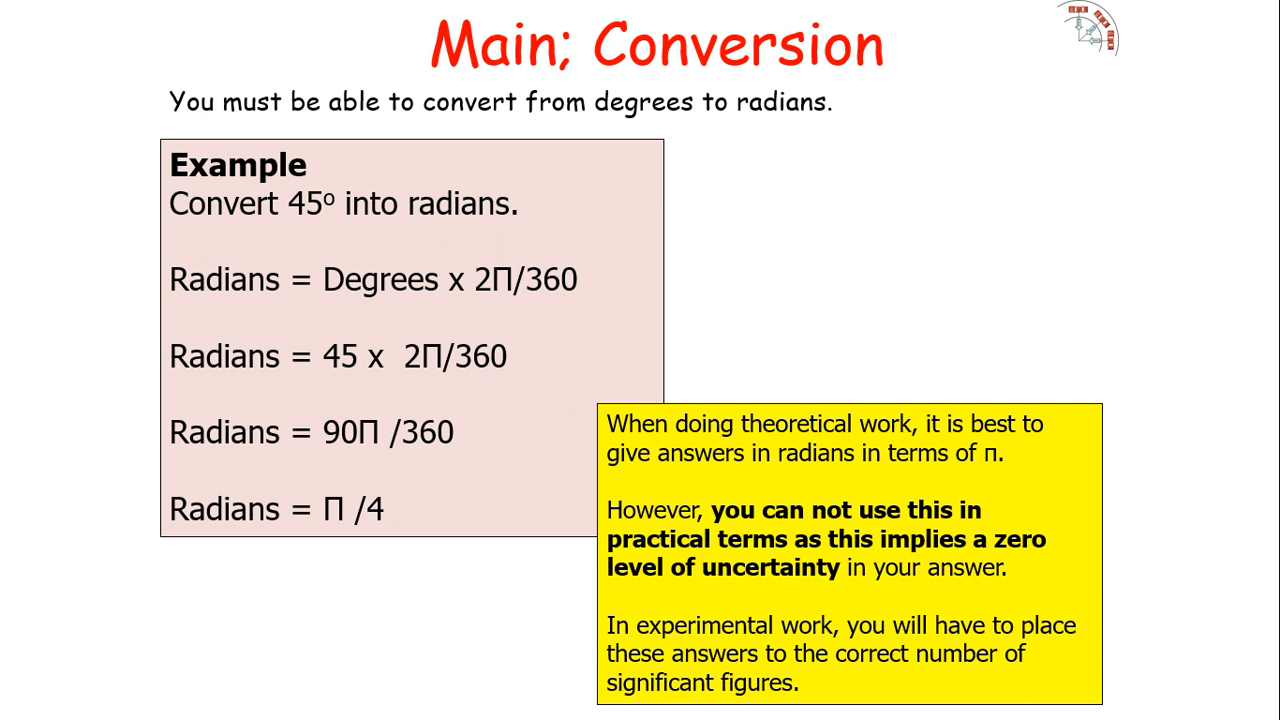 Main; Conversion
You must be able to convert from degrees to radians.
Example
Convert 45º into radians.
Radians = Degrees x 2Π/360
Radians = 45 x  2Π/360
Radians = 90Π /360
Radians = Π /4
When doing theoretical work, it is best to
give answers in radians in terms of π.
However, you can not use this in
practical terms as this implies a zero
level of uncertainty in your answer.
In experimental work, you will have to place
these answers to the correct number of
significant figures.